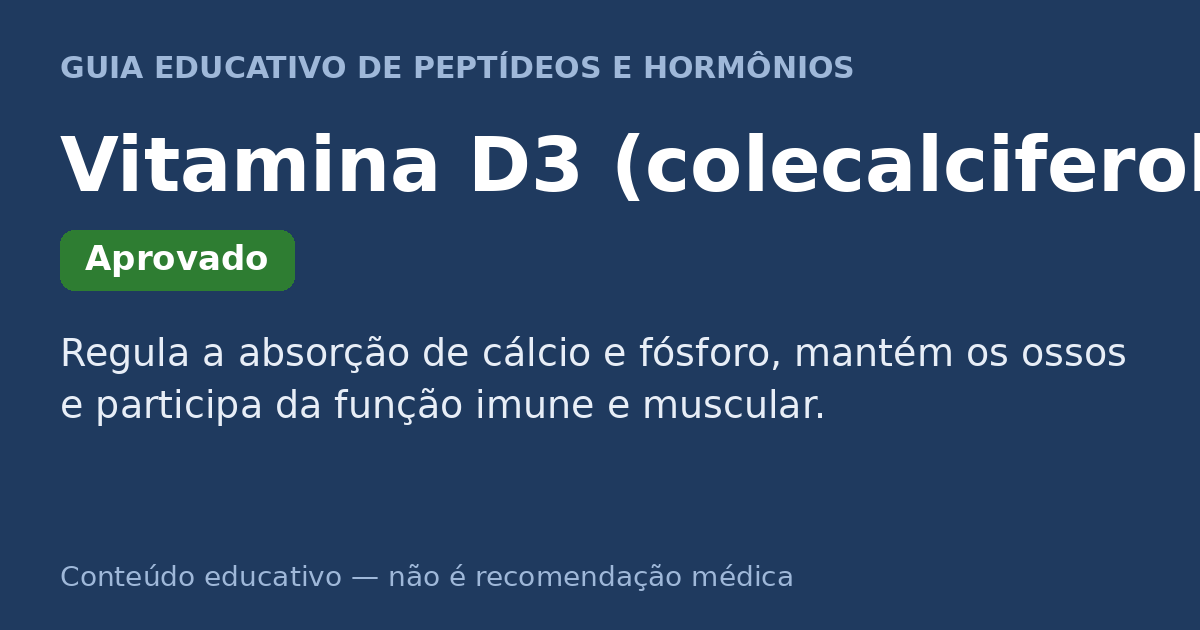 GUIA EDUCATIVO DE PEPTÍDEOS E HORMÔNIOS
Vitamina D3 (colecalciferol
Aprovado
Regula a absorção de cálcio e fósforo, mantém os ossos
e participa da função imune e muscular.
Conteúdo educativo — não é recomendação médica